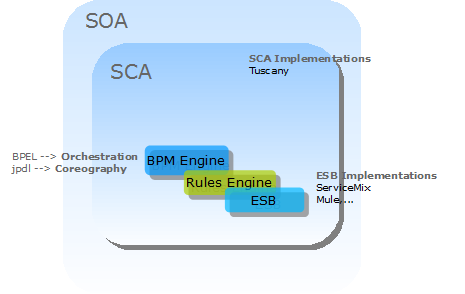 SOA
SCA
SCA Implementations
Tuscany
BPEL --> Orchestration
jpdl --> Coreography
BPM Engine
Rules Engine
ESB
ESB Implementations
ServiceMix
Mule,...